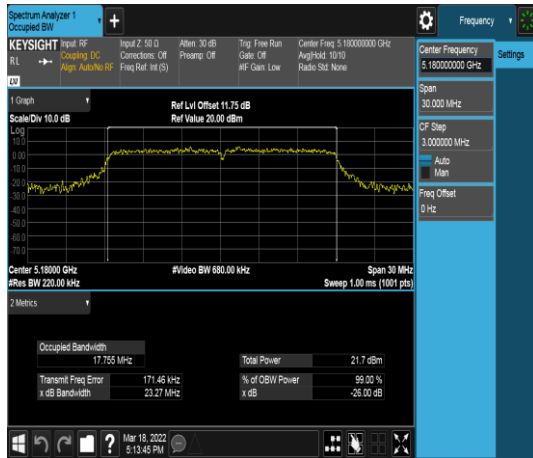 Spectrum Analyzer 1
Occupied BW
Frequency
KEYSIGHT
RL
LXI
Input: RF
Coupling: DC
Align: Auto/No RF
Input Z: 50 Ω
Corrections: Off
Freq Ref: Int (S)
Atten: 30 dB
Preamp: Off
Trig: Free Run
Gate: Off
#IF Gain: Low
Center Freq: 5.180000000 GHz
Avg|Hold: 10/10
Radio Std: None
Center Frequency
5.180000000 GHz
Settings
Span
30.000 MHz
CF Step
3.000000 MHz
Auto
Man
Freq Offset
0 Hz
1 Graph
Scale/Div 10.0 dB
Ref Lvl Offset 11.75 dB
Ref Value 20.00 dBm
Log
10.0
0.00
-10.0
-20.0
-30.0
-40.0
-50.0
-60.0
-70.0
Center 5.18000 GHz
#Video BW 680.00 kHz
Span 30 MHz
#Res BW 220.00 kHz
Sweep 1.00 ms (1001 pts)
2 Metrics
Occupied Bandwidth
17.755 MHz
Total Power 21.7 dBm
Transmit Freq Error 171.46 kHz
% of OBW Power 99.00 %
x dB Bandwidth 23.27 MHz
x dB -26.00 dB
Mar 18, 2022
5:13:45 PM